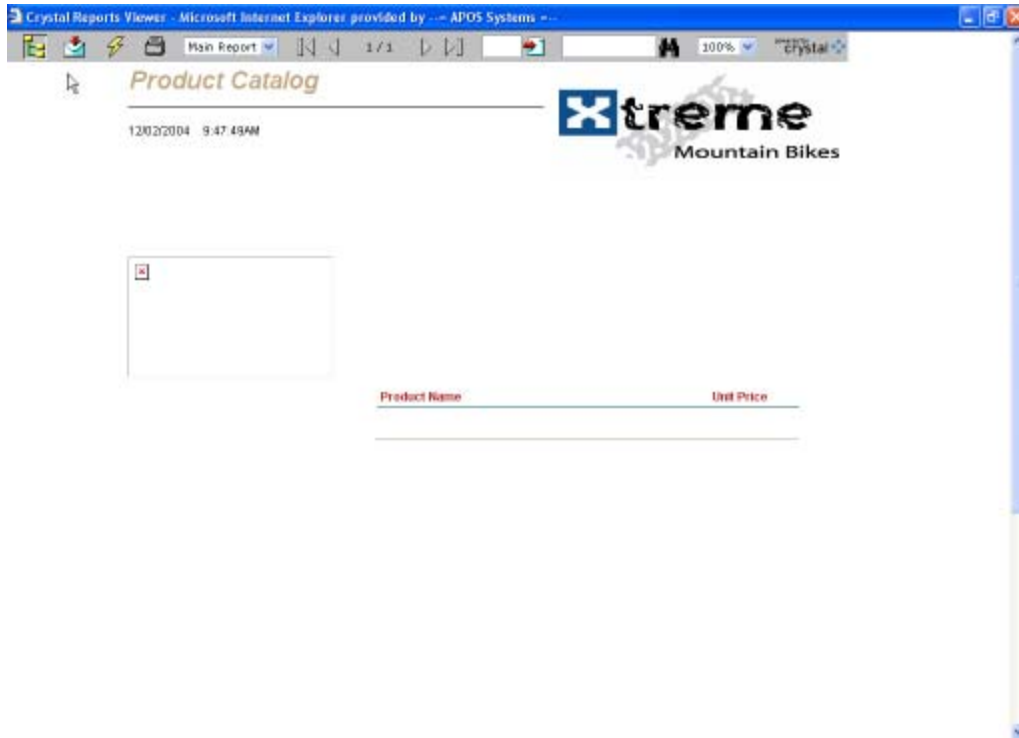 Crystal Reports Viewer - Microsoft Internet Explorer provided by --= APOS Systems =--
Main Report 1/1 100% crystal
Product Catalog
Xtreme
Mountain Bikes
12/02/2004 9:47:49AM
Product Name Unit Price